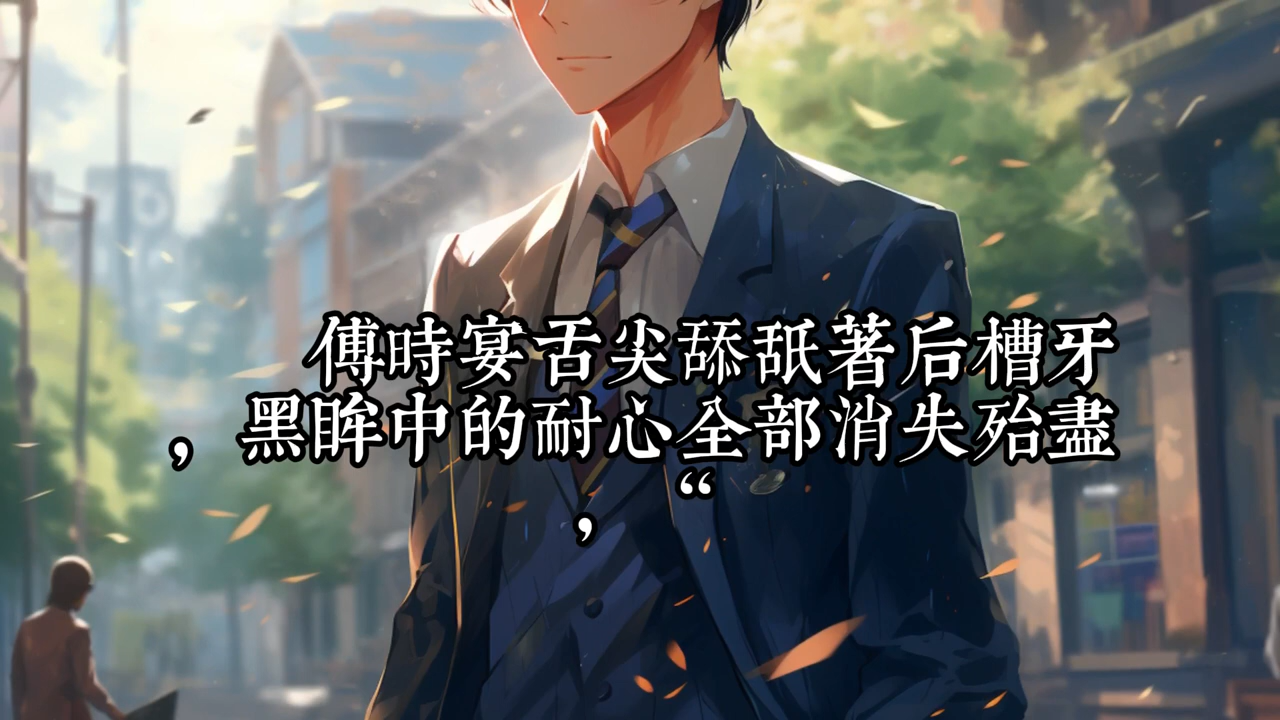 傅時宴舌尖舔舐著后槽牙
，黑眸中的耐心全部消失殆盡
，“